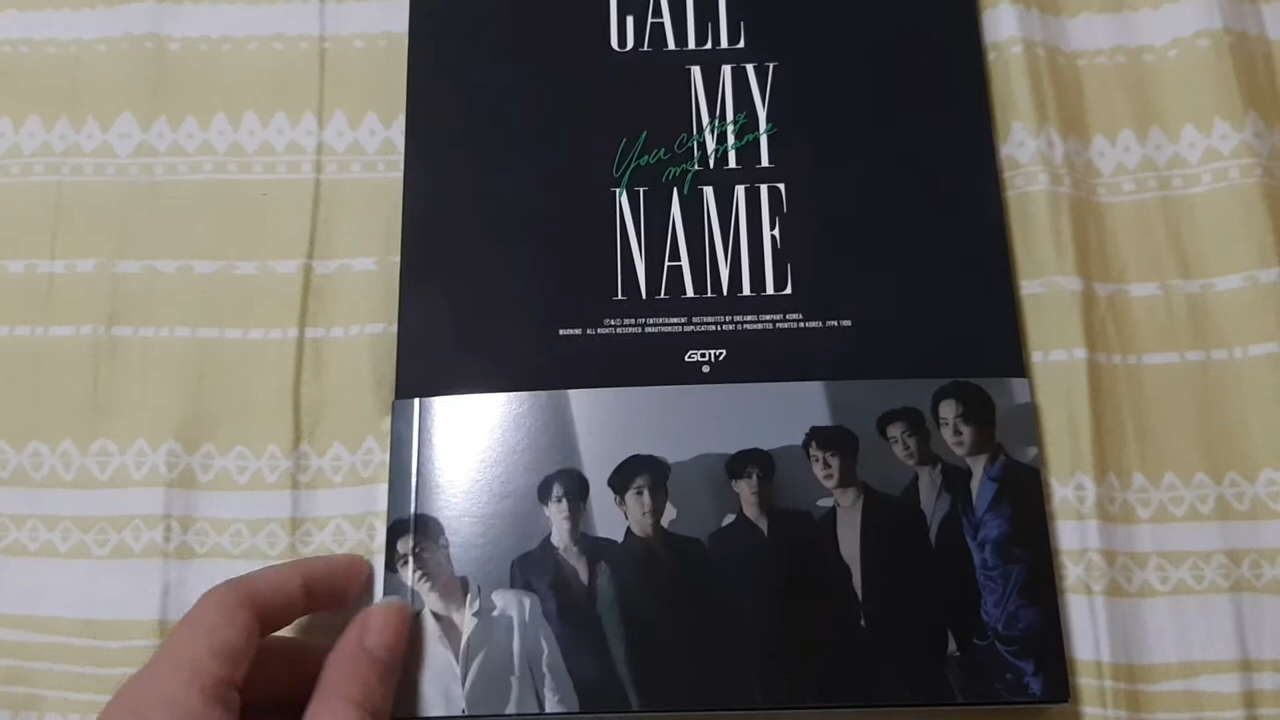 CALL
MY
You calling
my name
NAME
Ⓟ&Ⓒ 2019 JYP ENTERTAINMENT · DISTRIBUTED BY DREAMUS COMPANY. KOREA.
WARNING : ALL RIGHTS RESERVED. UNAUTHORIZED DUPLICATION & RENT IS PROHIBITED. PRINTED IN KOREA. JYPK 1100
GOT7